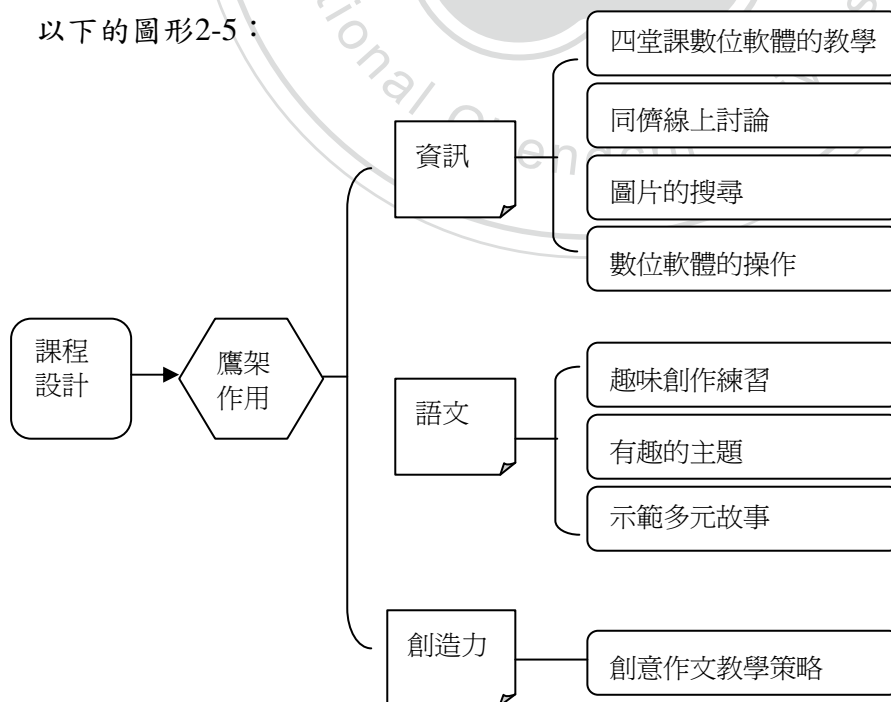 以下的圖形2-5：
四堂課數位軟體的教學
同儕線上討論
資訊
圖片的搜尋
數位軟體的操作
課程
設計
鷹架
作用
趣味創作練習
語文
有趣的主題
示範多元故事
創造力
創意作文教學策略